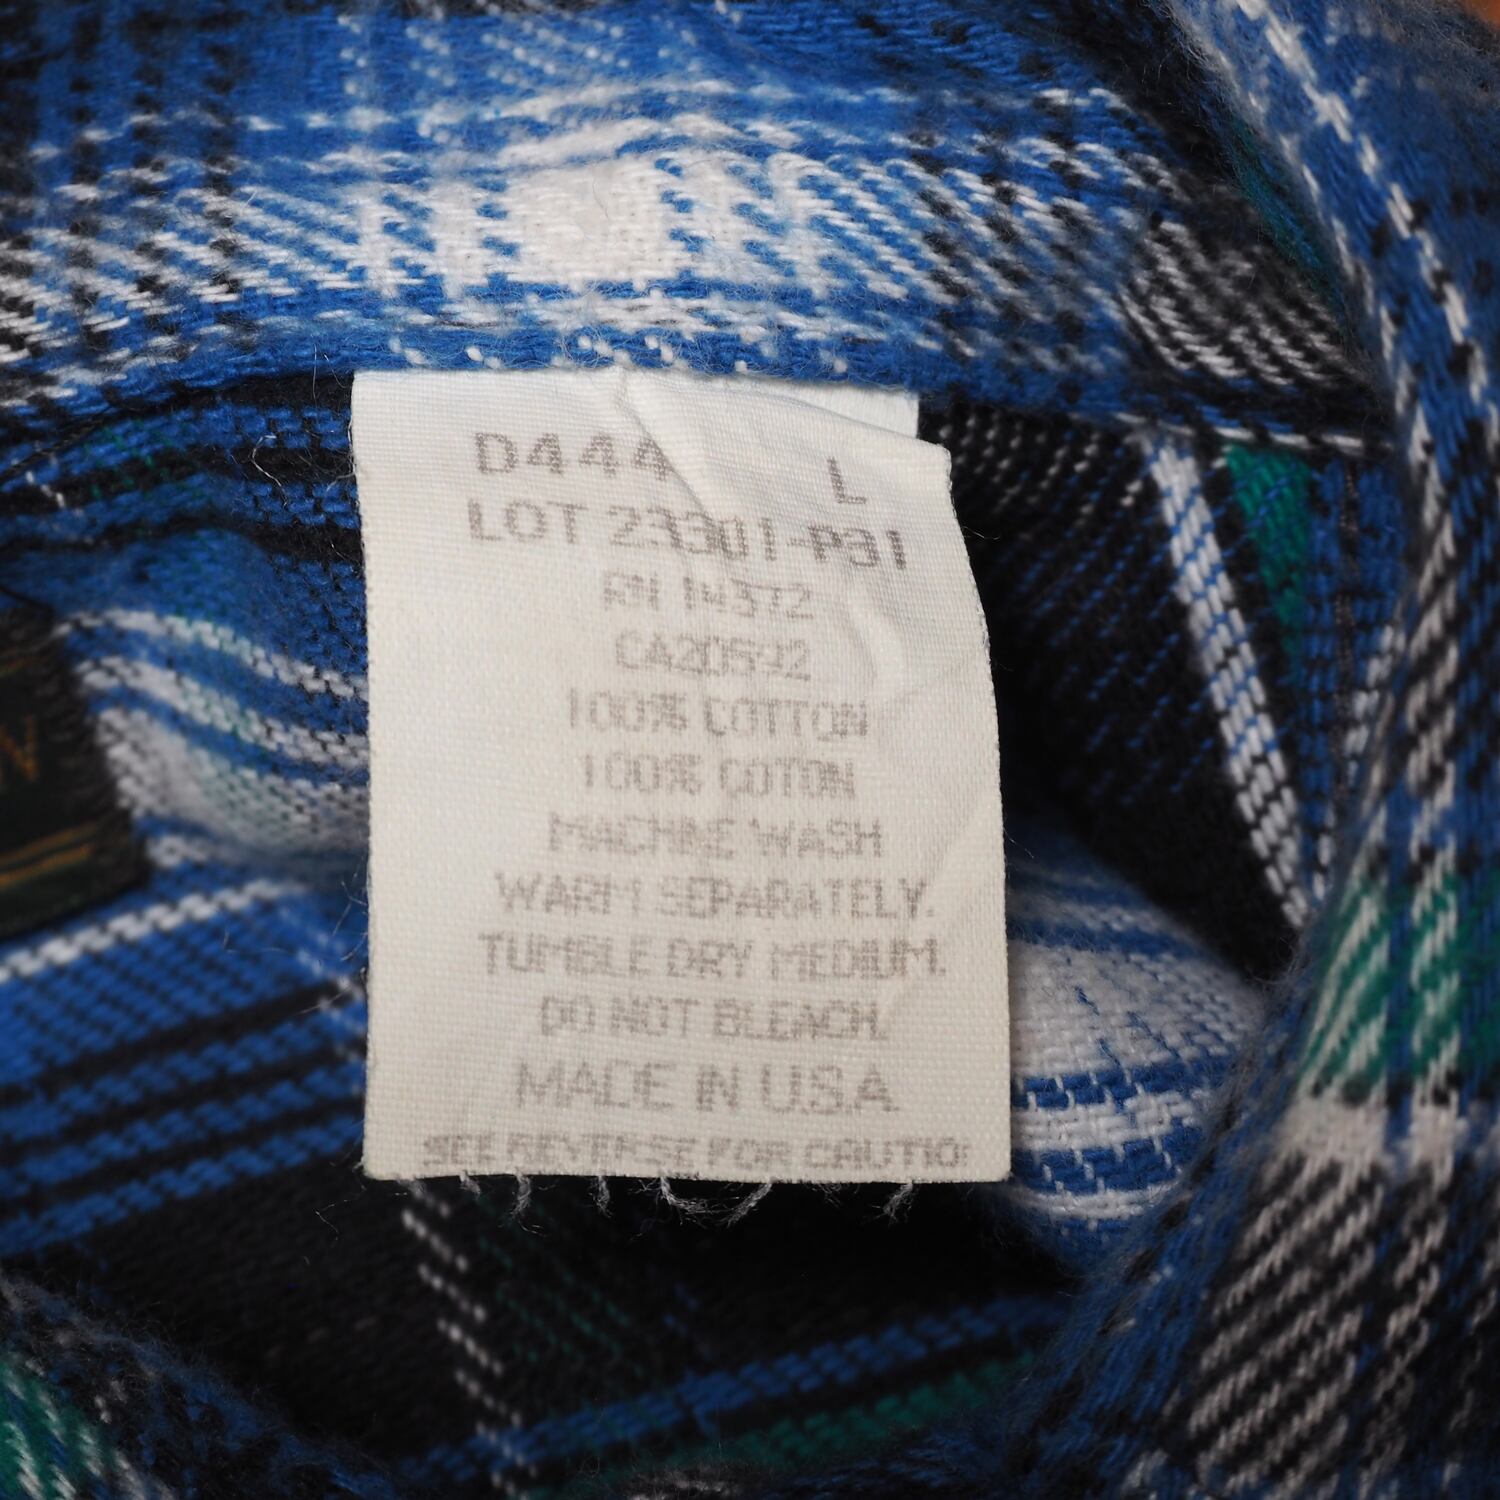 D444 L
LOT 23301-P31
RN 14372
CA20592
100% COTTON
100% COTON
MACHINE WASH
WARM SEPARATELY.
TUMBLE DRY MEDIUM.
DO NOT BLEACH.
MADE IN U.S.A.
SEE REVERSE FOR CAUTIO